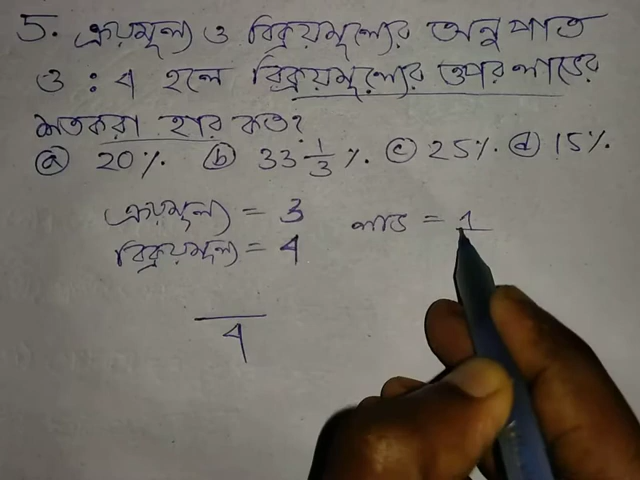 5. ক্রয়মূল্য ও বিক্রয়মূল্যের অনুপাত
3 : 4 হলে বিক্রয়মূল্যের ওপর লাভের
শতকরা হার কত?
ⓐ 20%. ⓑ 33 1/3 %. ⓒ 25%. ⓓ 15%.
ক্রয়মূল্য = 3 লাভ = 1
বিক্রয়মূল্য = 4
4